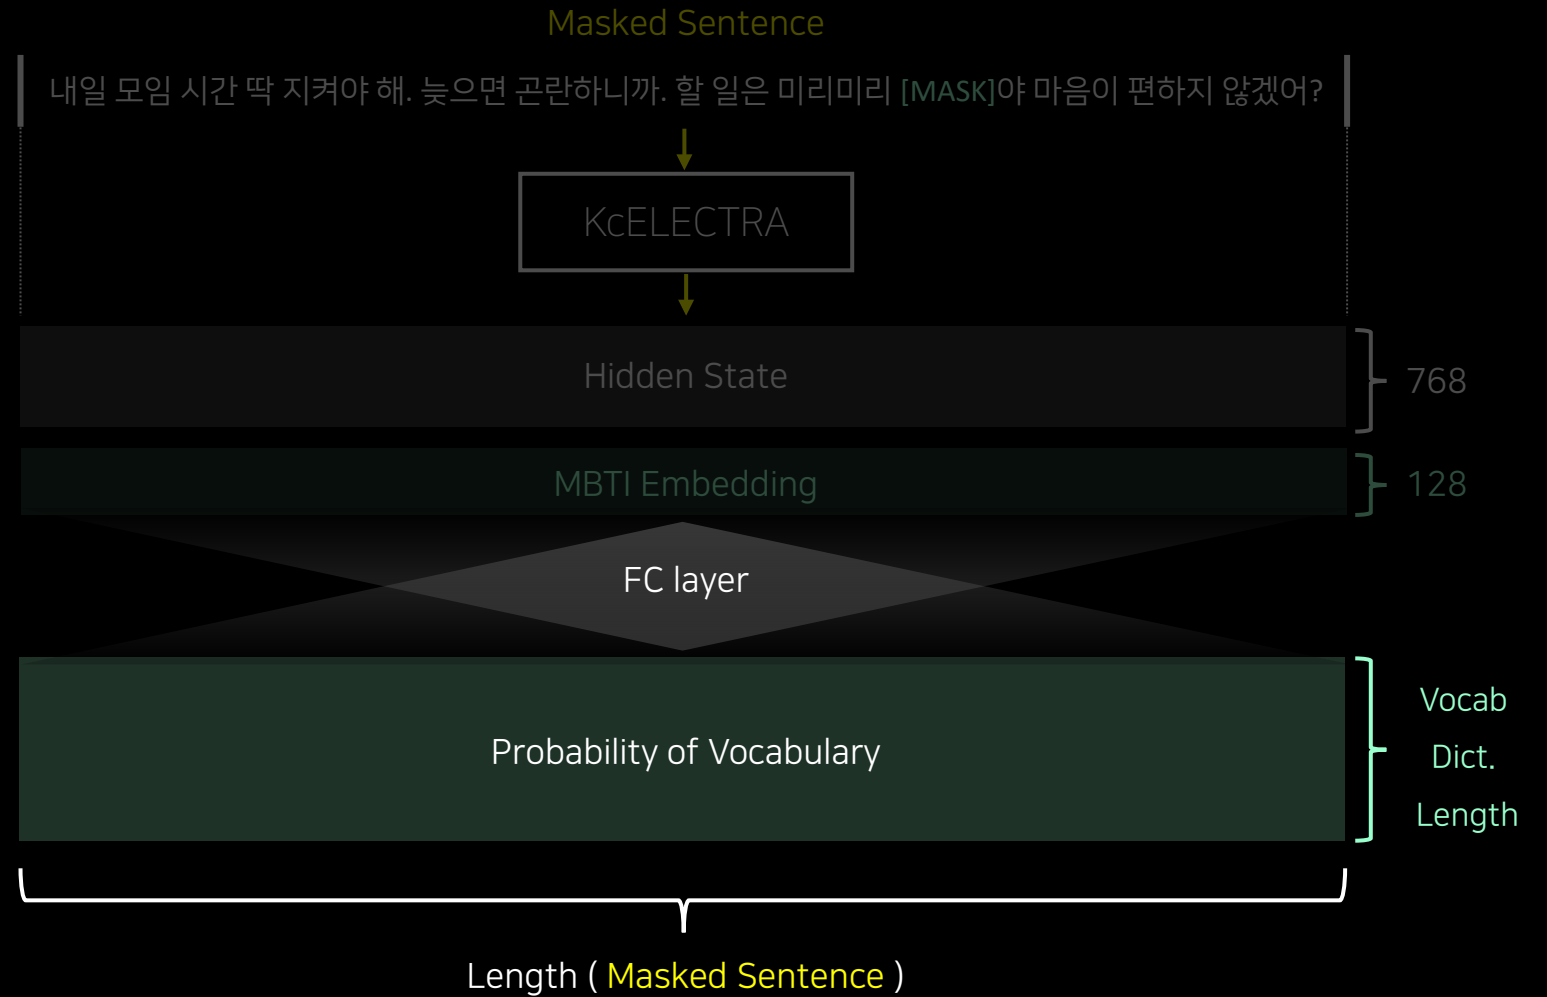 Masked Sentence
내일 모임 시간 딱 지켜야 해. 늦으면 곤란하니까. 할 일은 미리미리 [MASK]야 마음이 편하지 않겠어?
KcELECTRA
Hidden State
768
MBTI Embedding
128
FC layer
Probability of Vocabulary
Vocab
Dict.
Length
Length ( Masked Sentence )